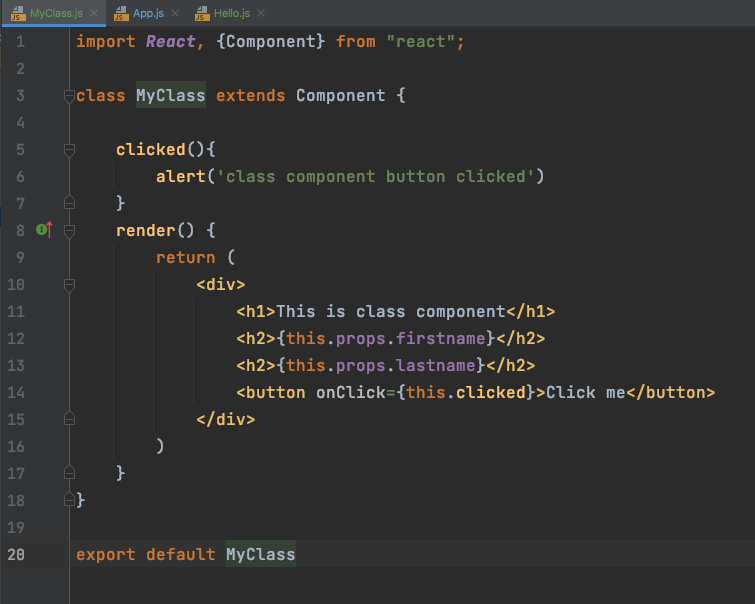 MyClass.js App.js Hello.js
1 import React, {Component} from "react";
2
3 class MyClass extends Component {
4
5 clicked(){
6 alert('class component button clicked')
7 }
8 render() {
9 return (
10 <div>
11 <h1>This is class component</h1>
12 <h2>{this.props.firstname}</h2>
13 <h2>{this.props.lastname}</h2>
14 <button onClick={this.clicked}>Click me</button>
15 </div>
16 )
17 }
18 }
19
20 export default MyClass